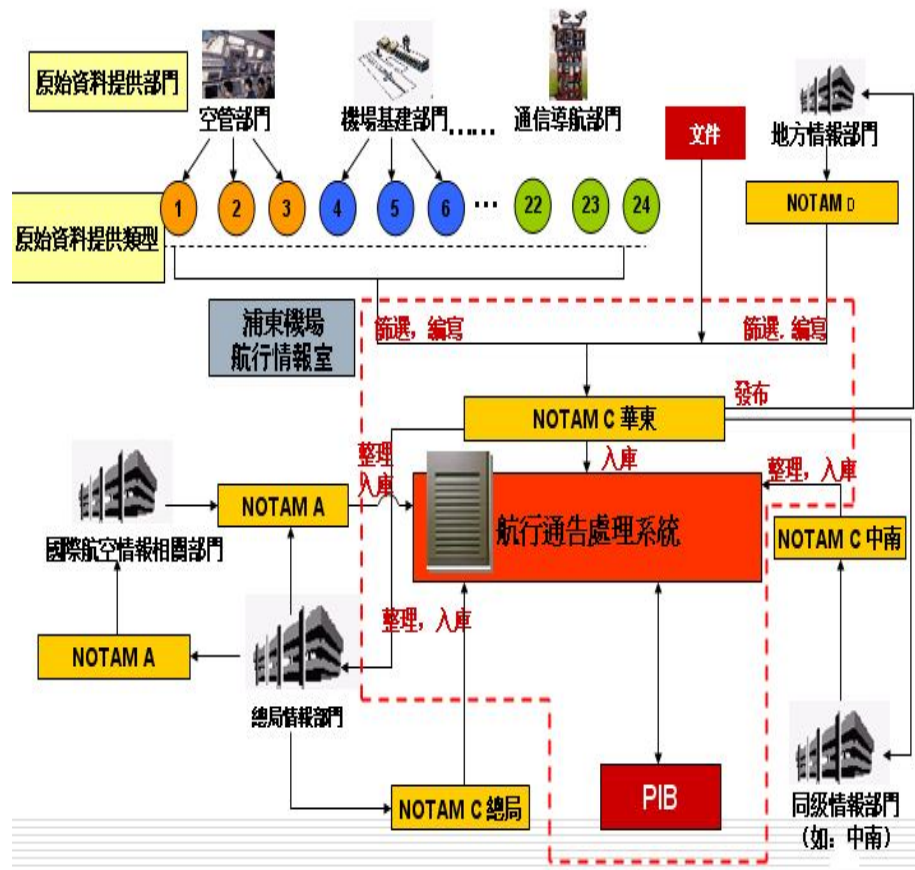 原始資料提供部門
空管部門
機場基建部門
……
通信導航部門
文件
地方情報部門
NOTAM D
原始資料提供類型
1
2
3
4
5
6
…
22
23
24
浦東機場
航行情報室
篩選，编寫
篩選，编寫
NOTAM C 華東
發布
整理
入庫
入庫
整理，入庫
國際航空情報相關部門
NOTAM A
航行通告處理系統
NOTAM C 中南
NOTAM A
總局情報部門
整理，入庫
NOTAM C 總局
PIB
同级情報部門
（如：中南）